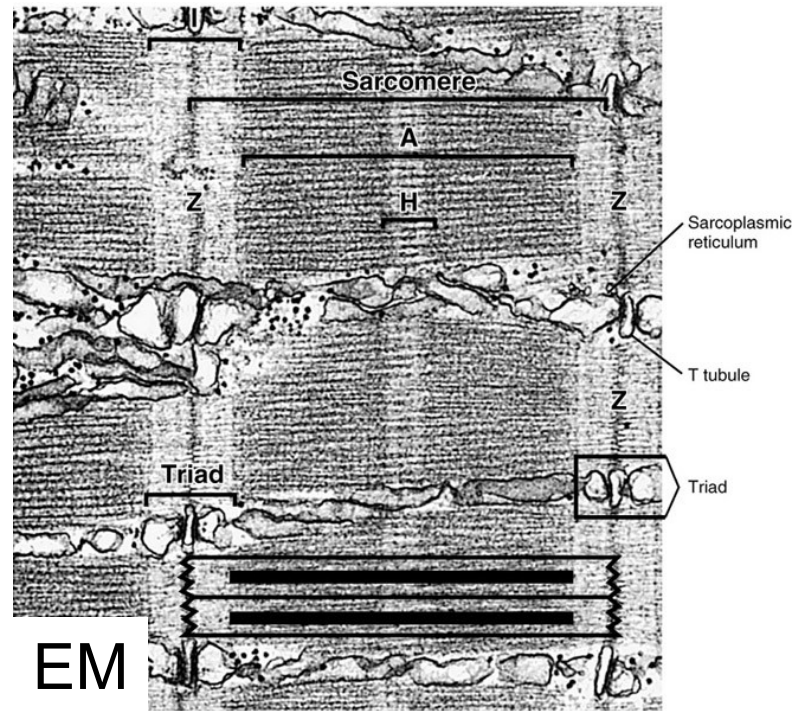 I
Sarcomere
A
Z
H
Z
Sarcoplasmic
reticulum
T tubule
Z
Triad
Triad
EM